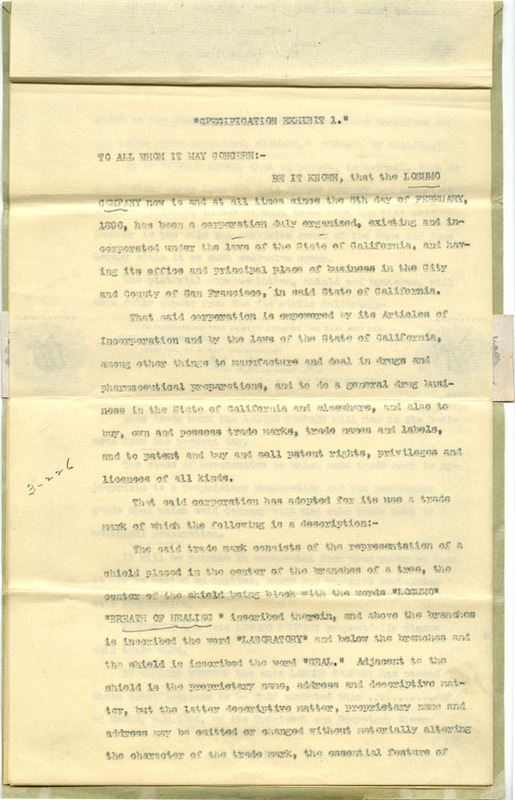 "SPECIFICATION EXHIBIT 1."
TO ALL WHOM IT MAY CONCERN:-
BE IT KNOWN, that the LOSUMO
COMPANY now is and at all times since the 8th day of FEBRUARY,
1896, has been a corporation duly organized, existing and in-
corporated under the laws of the State of California, and hav-
ing its office and principal place of business in the City
and County of San Francisco, in said State of California.
That said corporation is empowered by its Articles of
Incorporation and by the laws of the State of California,
among other things to manufacture and deal in drugs and
pharmaceutical preparations, and to do a general drug busi-
ness in the State of California and elsewhere, and also to
buy, own and possess trade marks, trade names and labels,
and to patent and buy and sell patent rights, privileges and
licenses of all kinds.
3-226
That said corporation has adopted for its use a trade
mark of which the following is a description:-
The said trade mark consists of the representation of a
shield placed in the center of the branches of a tree, the
center of the shield being black with the words "LOSUMO"
"BREATH OF HEALING " inscribed therein, and above the branches
is inscribed the word "LABORATORY" and below the branches and
the shield is inscribed the word "SEAL." Adjacent to the
shield is the proprietary name, address and descriptive mat-
ter, but the latter descriptive matter, proprietary name and
address may be omitted or changed without materially altering
the character of the trade mark, the essential feature of